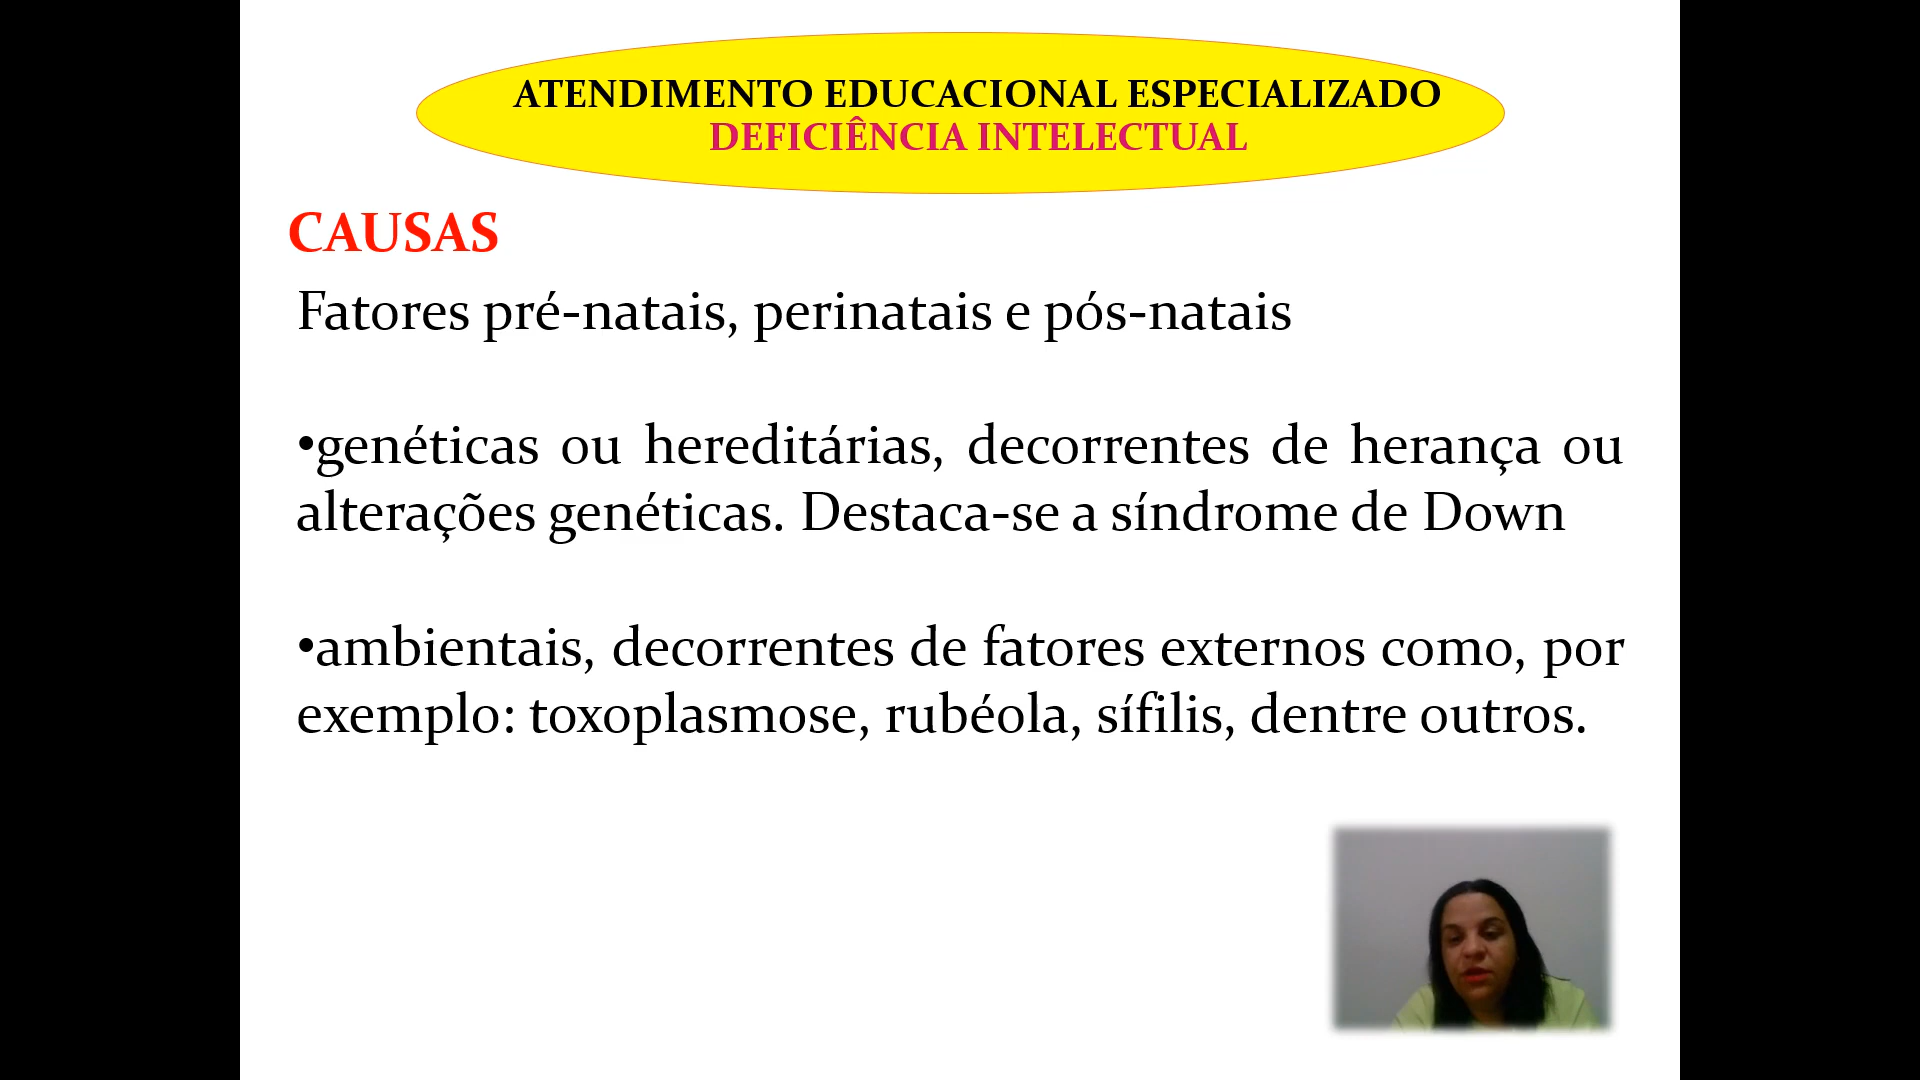 ATENDIMENTO EDUCACIONAL ESPECIALIZADO
DEFICIÊNCIA INTELECTUAL
CAUSAS
Fatores pré-natais, perinatais e pós-natais
•genéticas ou hereditárias, decorrentes de herança ou
alterações genéticas. Destaca-se a síndrome de Down
•ambientais, decorrentes de fatores externos como, por
exemplo: toxoplasmose, rubéola, sífilis, dentre outros.